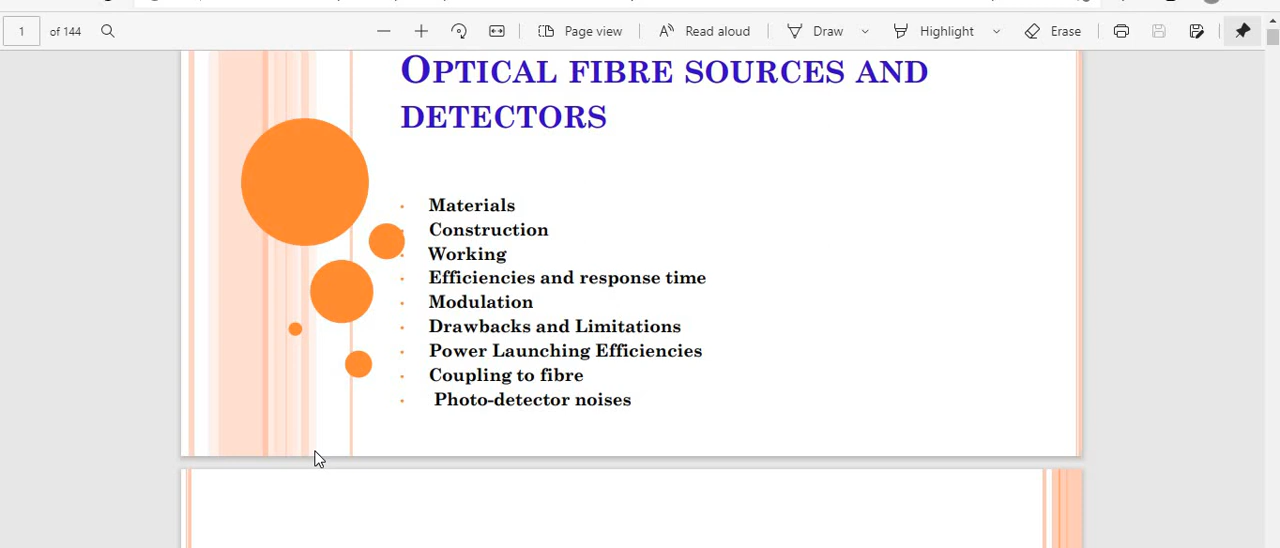 1 of 144 Page view Read aloud Draw Highlight Erase
OPTICAL FIBRE SOURCES AND
DETECTORS
• Materials
• Construction
• Working
• Efficiencies and response time
• Modulation
• Drawbacks and Limitations
• Power Launching Efficiencies
• Coupling to fibre
• Photo-detector noises